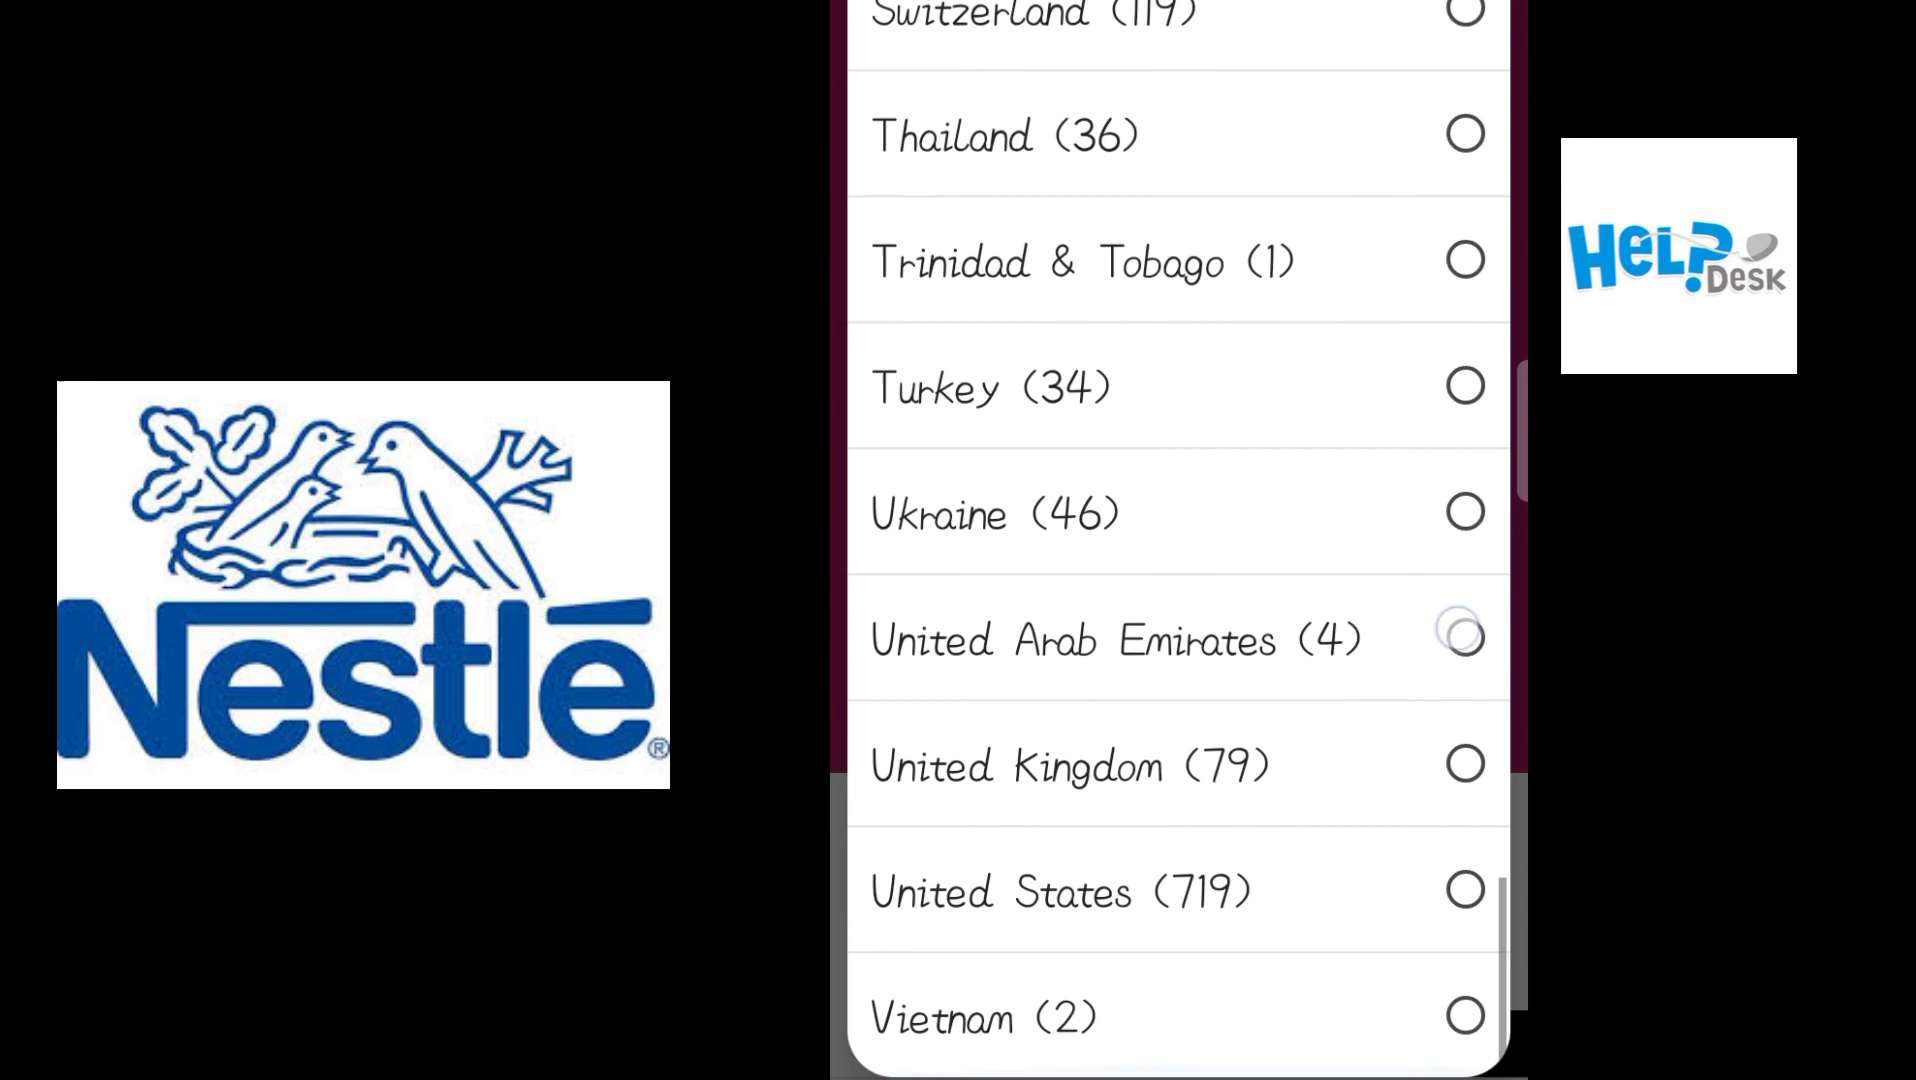 Switzerland (119)
Thailand (36)
Trinidad & Tobago (1)
Turkey (34)
Ukraine (46)
United Arab Emirates (4)
United Kingdom (79)
United States (719)
Vietnam (2)
Nestlé®
HELP?
Desk